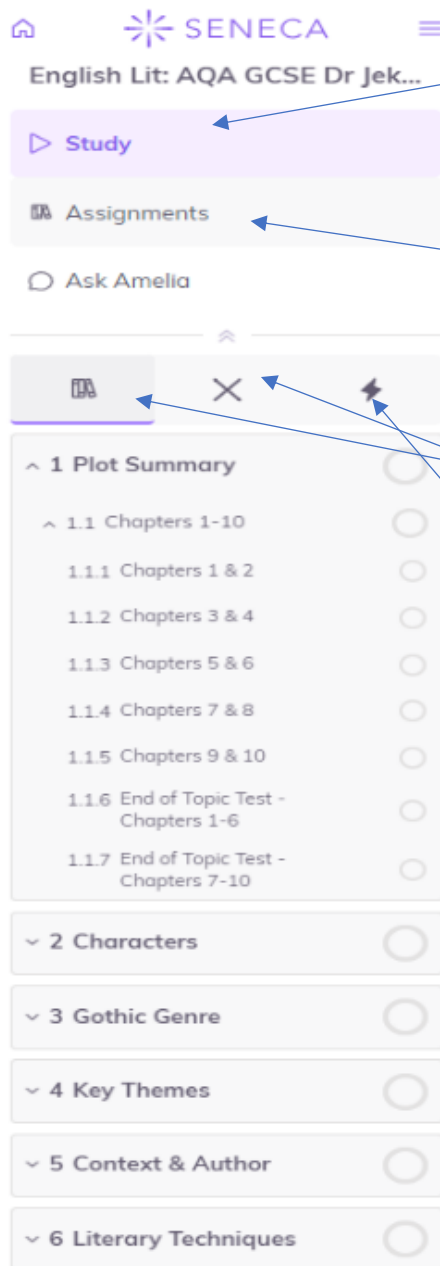 SENECA
English Lit: AQA GCSE Dr Jek...
Study
Assignments
Ask Amelia
1 Plot Summary
1.1 Chapters 1-10
1.1.1 Chapters 1 & 2
1.1.2 Chapters 3 & 4
1.1.3 Chapters 5 & 6
1.1.4 Chapters 7 & 8
1.1.5 Chapters 9 & 10
1.1.6 End of Topic Test -
Chapters 1-6
1.1.7 End of Topic Test -
Chapters 7-10
2 Characters
3 Gothic Genre
4 Key Themes
5 Context & Author
6 Literary Techniques